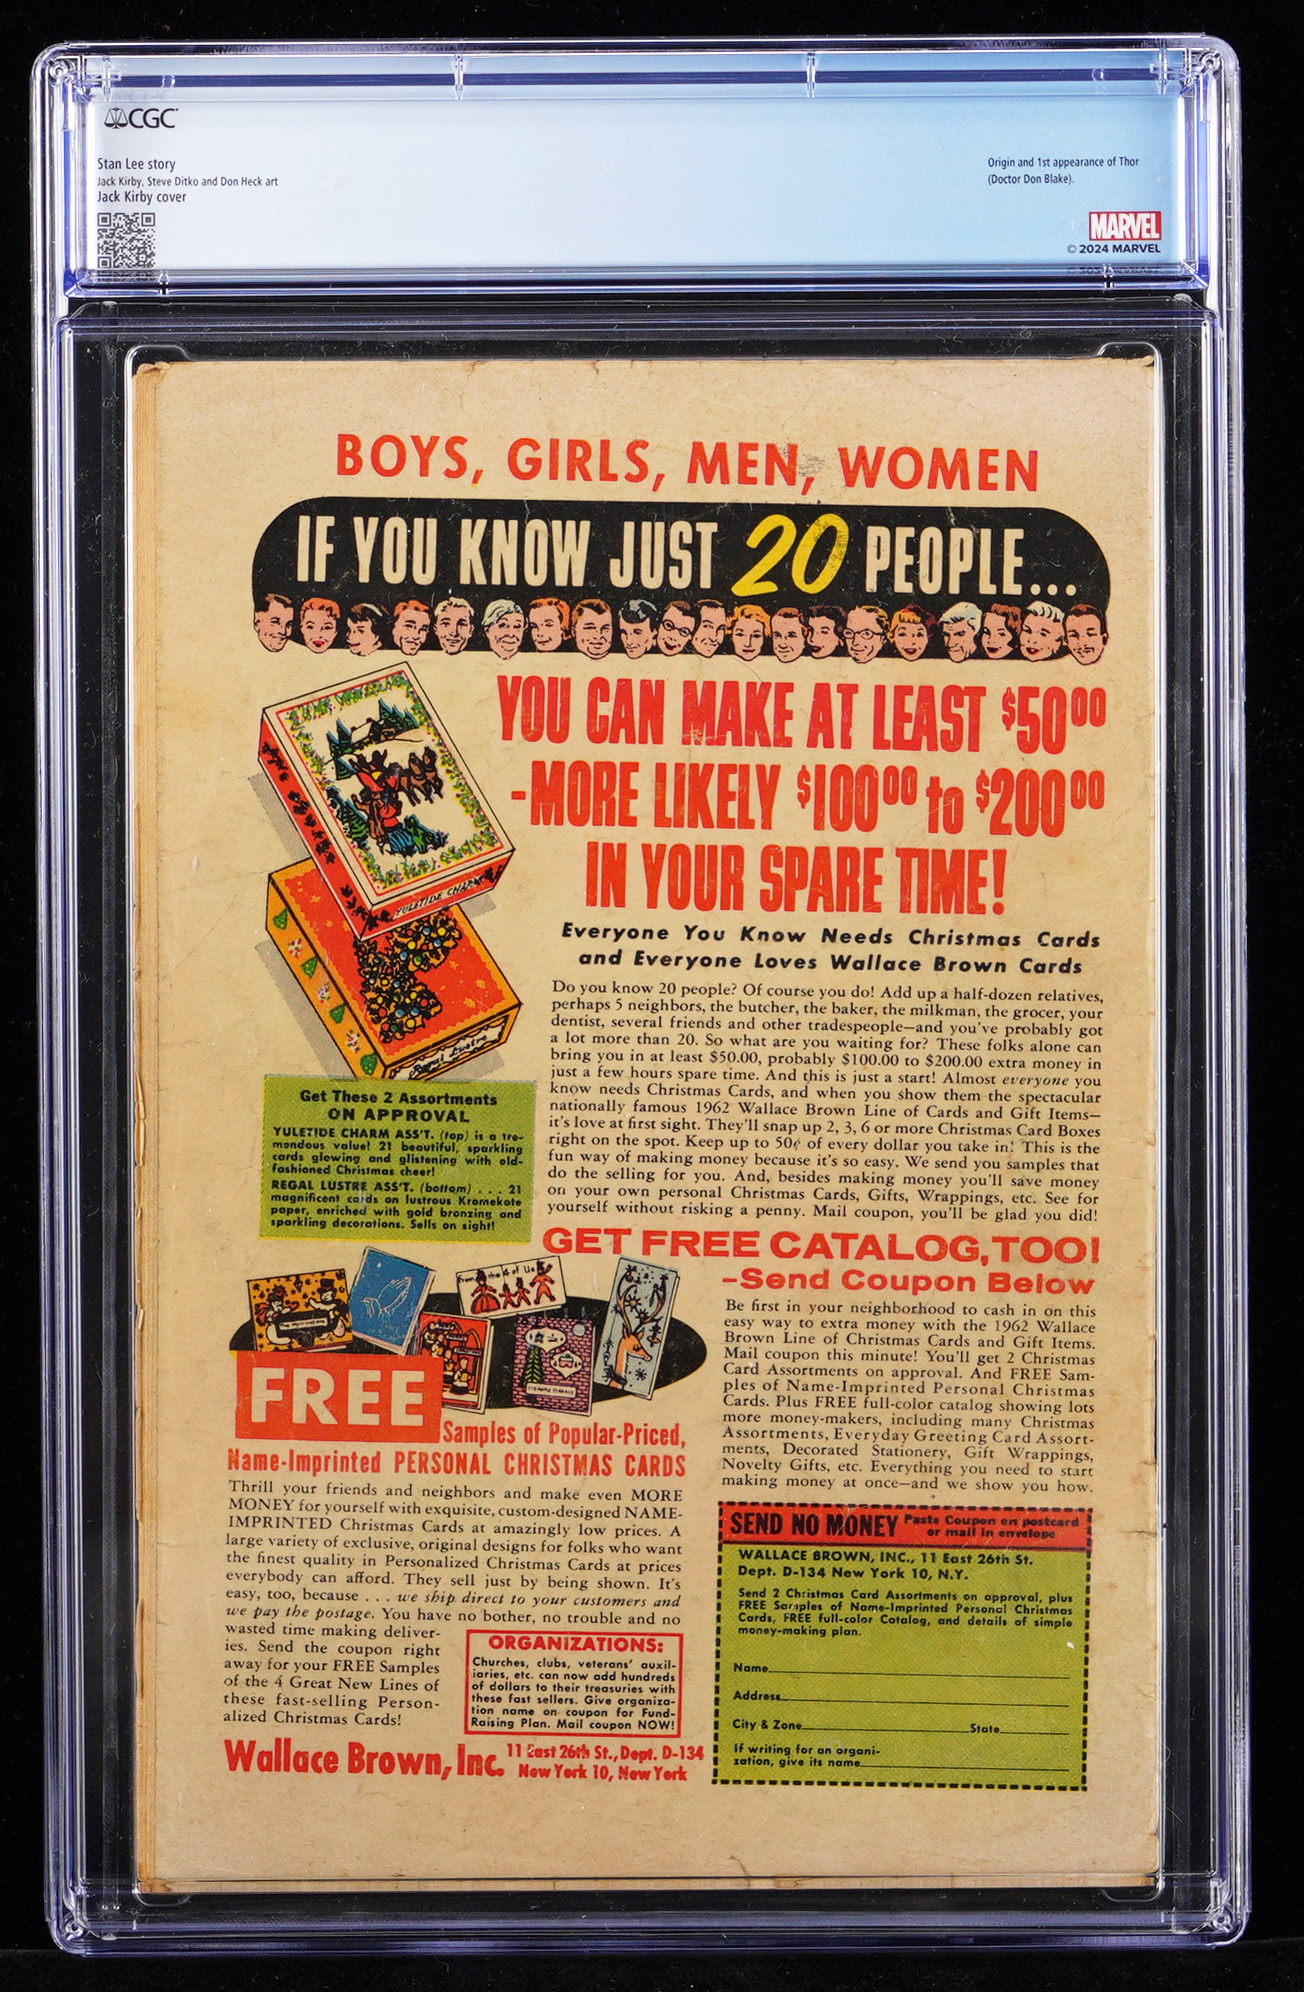 CGC
Stan Lee story
Jack Kirby, Steve Ditko and Don Heck art
Jack Kirby cover
Origin and 1st appearance of Thor
(Doctor Don Blake).
MARVEL
© 2024 MARVEL
BOYS, GIRLS, MEN, WOMEN
IF YOU KNOW JUST 20 PEOPLE...
YOU CAN MAKE AT LEAST $50.00
-MORE LIKELY $100.00 to $200.00
IN YOUR SPARE TIME!
YULETIDE CHARM
Regal Lustre
Everyone You Know Needs Christmas Cards
and Everyone Loves Wallace Brown Cards
Do you know 20 people? Of course you do! Add up a half-dozen relatives,
perhaps 5 neighbors, the butcher, the baker, the milkman, the grocer, your
dentist, several friends and other tradespeople—and you've probably got
a lot more than 20. So what are you waiting for? These folks alone can
bring you in at least $50.00, probably $100.00 to $200.00 extra money in
just a few hours spare time. And this is just a start! Almost everyone you
know needs Christmas Cards, and when you show them the spectacular
nationally famous 1962 Wallace Brown Line of Cards and Gift Items—
it's love at first sight. They'll snap up 2, 3, 6 or more Christmas Card Boxes
right on the spot. Keep up to 50¢ of every dollar you take in! This is the
fun way of making money because it's so easy. We send you samples that
do the selling for you. And, besides making money you'll save money
on your own personal Christmas Cards, Gifts, Wrappings, etc. See for
yourself without risking a penny. Mail coupon, you'll be glad you did!
Get These 2 Assortments
ON APPROVAL
YULETIDE CHARM ASS'T. (top) is a tre-
mendous value! 21 beautiful, sparkling
cards glowing and glistening with old-
fashioned Christmas cheer!
REGAL LUSTRE ASS'T. (bottom) . . . 21
magnificent cards on lustrous Kromekote
paper, enriched with gold bronzing and
sparkling decorations. Sells on sight!
GET FREE CATALOG, TOO!
–Send Coupon Below
Be first in your neighborhood to cash in on this
easy way to extra money with the 1962 Wallace
Brown Line of Christmas Cards and Gift Items.
Mail coupon this minute! You'll get 2 Christmas
Card Assortments on approval. And FREE Sam-
ples of Name-Imprinted Personal Christmas
Cards. Plus FREE full-color catalog showing lots
more money-makers, including many Christmas
Assortments, Everyday Greeting Card Assort-
ments, Decorated Stationery, Gift Wrappings,
Novelty Gifts, etc. Everything you need to start
making money at once—and we show you how.
From the 4 of Us
FREE
Samples of Popular-Priced,
Name-Imprinted PERSONAL CHRISTMAS CARDS
Thrill your friends and neighbors and make even MORE
MONEY for yourself with exquisite, custom-designed NAME-
IMPRINTED Christmas Cards at amazingly low prices. A
large variety of exclusive, original designs for folks who want
the finest quality in Personalized Christmas Cards at prices
everybody can afford. They sell just by being shown. It's
easy, too, because . . . we ship direct to your customers and
we pay the postage. You have no bother, no trouble and no
wasted time making deliver-
ies. Send the coupon right
away for your FREE Samples
of the 4 Great New Lines of
these fast-selling Person-
alized Christmas Cards!
ORGANIZATIONS:
Churches, clubs, veterans' auxil-
iaries, etc. can now add hundreds
of dollars to their treasuries with
these fast sellers. Give organiza-
tion name on coupon for Fund-
Raising Plan. Mail coupon NOW!
Wallace Brown, Inc. 11 East 26th St., Dept. D-134
New York 10, New York
SEND NO MONEY Paste Coupon on postcard
or mail in envelope
WALLACE BROWN, INC., 11 East 26th St.
Dept. D-134 New York 10, N.Y.
Send 2 Christmas Card Assortments on approval, plus
FREE Samples of Name-Imprinted Personal Christmas
Cards, FREE full-color Catalog, and details of simple
money-making plan.
Name
Address
City & Zone State
If writing for an organi-
zation, give its name